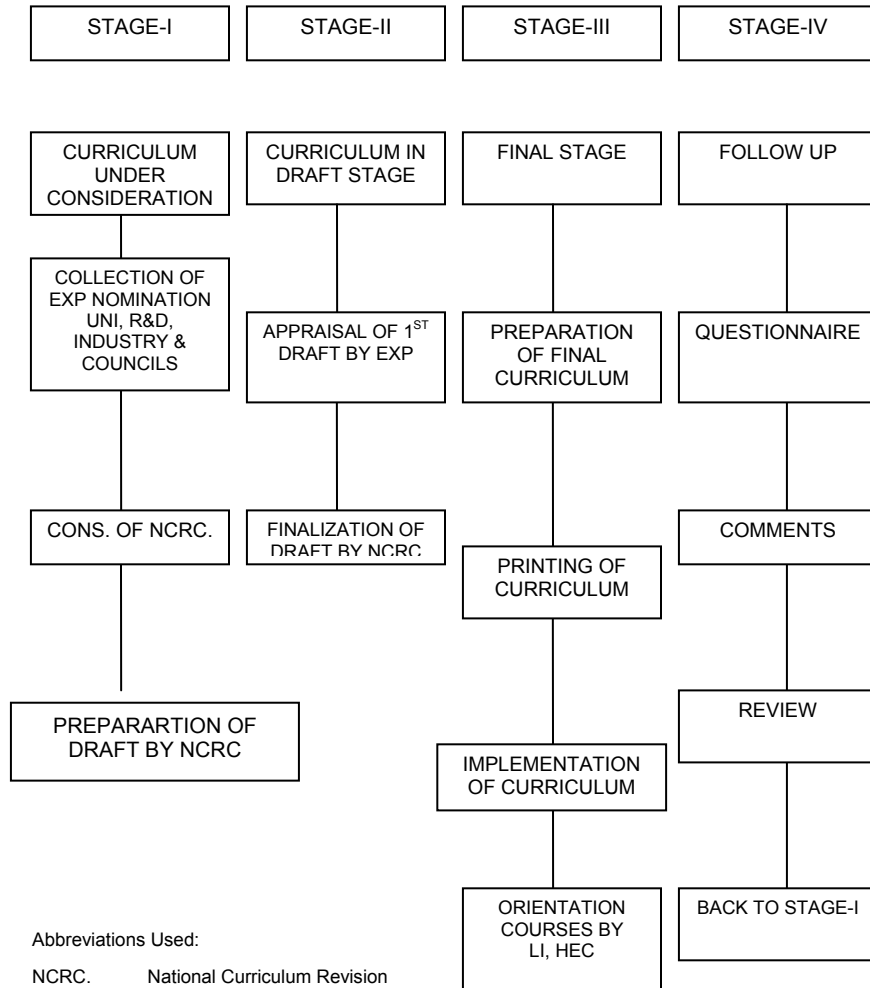 STAGE-I
STAGE-II
STAGE-III
STAGE-IV
CURRICULUM
UNDER
CONSIDERATION
CURRICULUM IN
DRAFT STAGE
FINAL STAGE
FOLLOW UP
COLLECTION OF
EXP NOMINATION
UNI, R&D,
INDUSTRY &
COUNCILS
APPRAISAL OF 1ST
DRAFT BY EXP
PREPARATION
OF FINAL
CURRICULUM
QUESTIONNAIRE
CONS. OF NCRC.
FINALIZATION OF
DRAFT BY NCRC
PRINTING OF
CURRICULUM
COMMENTS
PREPARARTION OF
DRAFT BY NCRC
IMPLEMENTATION
OF CURRICULUM
REVIEW
ORIENTATION
COURSES BY
LI, HEC
BACK TO STAGE-I
Abbreviations Used:
NCRC. National Curriculum Revision